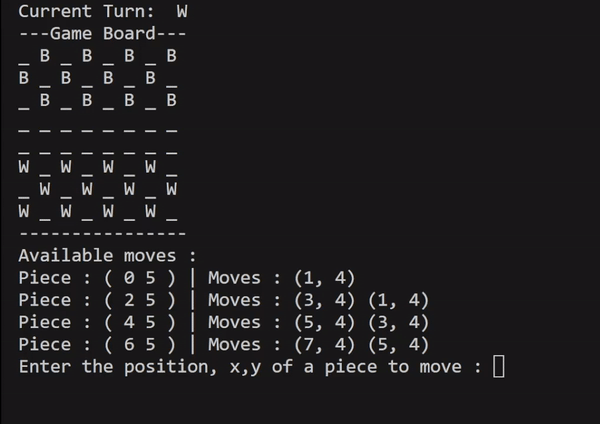 Current Turn:  W
---Game Board---
_ B _ B _ B _ B
B _ B _ B _ B _
_ B _ B _ B _ B
_ _ _ _ _ _ _ _
_ _ _ _ _ _ _ _
W _ W _ W _ W _
_ W _ W _ W _ W
W _ W _ W _ W _
----------------
Available moves :
Piece : ( 0 5 ) | Moves : (1, 4)
Piece : ( 2 5 ) | Moves : (3, 4) (1, 4)
Piece : ( 4 5 ) | Moves : (5, 4) (3, 4)
Piece : ( 6 5 ) | Moves : (7, 4) (5, 4)
Enter the position, x,y of a piece to move :